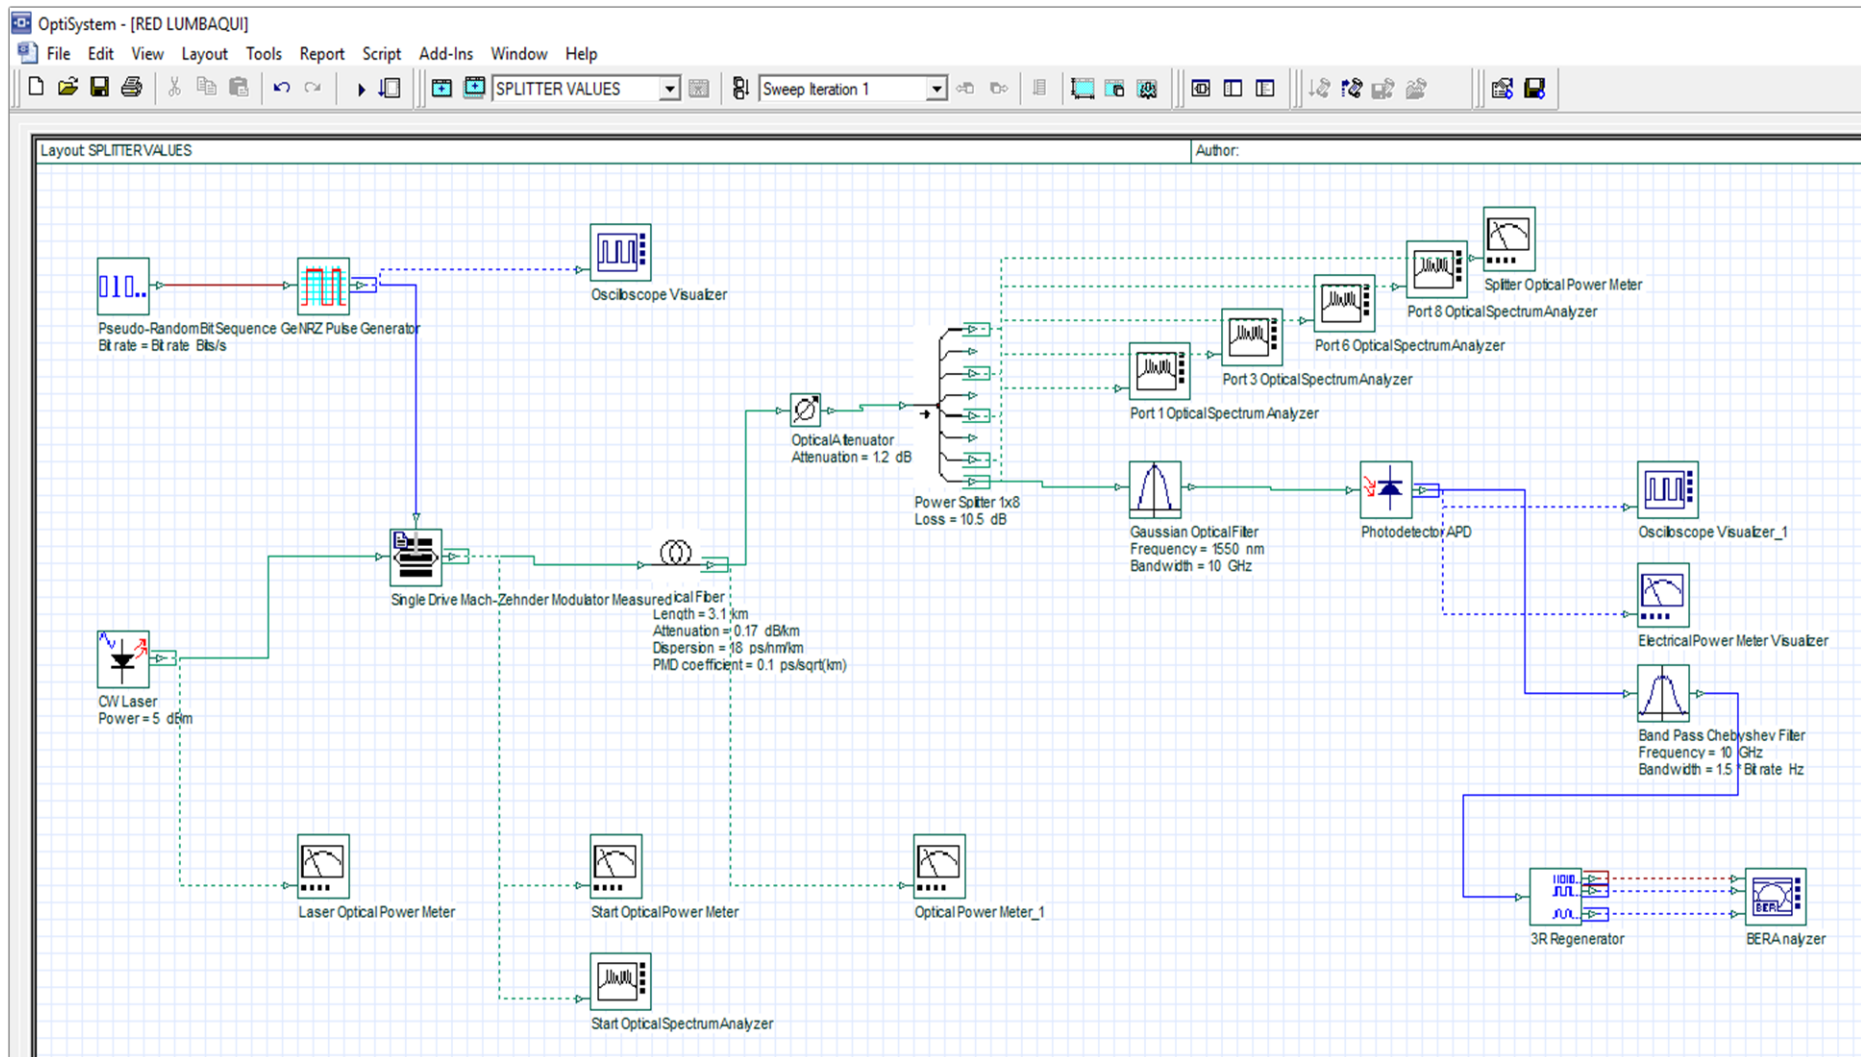 OptiSystem - [RED LUMBAQUI]
File Edit View Layout Tools Report Script Add-Ins Window Help
SPLITTER VALUES
Sweep Iteration 1
Layout: SPLITTER VALUES
Author:
Pseudo-Random Bit Sequence Ge
Bit rate = Bit rate Bits/s
NRZ Pulse Generator
Oscilloscope Visualizer
Splitter Optical Power Meter
Port 8 Optical Spectrum Analyzer
Port 6 Optical Spectrum Analyzer
Port 3 Optical Spectrum Analyzer
Port 1 Optical Spectrum Analyzer
Optical Attenuator
Attenuation = 1.2 dB
Power Splitter 1x8
Loss = 10.5 dB
Gaussian Optical Filter
Frequency = 1550 nm
Bandwidth = 10 GHz
Photodetector APD
Oscilloscope Visualizer_1
Single Drive Mach-Zehnder Modulator Measured
ical Fiber
Length = 3.1 km
Attenuation = 0.17 dB/km
Dispersion = 18 ps/nm/km
PMD coefficient = 0.1 ps/sqrt(km)
Electrical Power Meter Visualizer
CW Laser
Power = 5 dBm
Band Pass Chebyshev Filter
Frequency = 10 GHz
Bandwidth = 1.5 * Bit rate Hz
Laser Optical Power Meter
Start Optical Power Meter
Optical Power Meter_1
3R Regenerator
BER
BER Analyzer
Start Optical Spectrum Analyzer